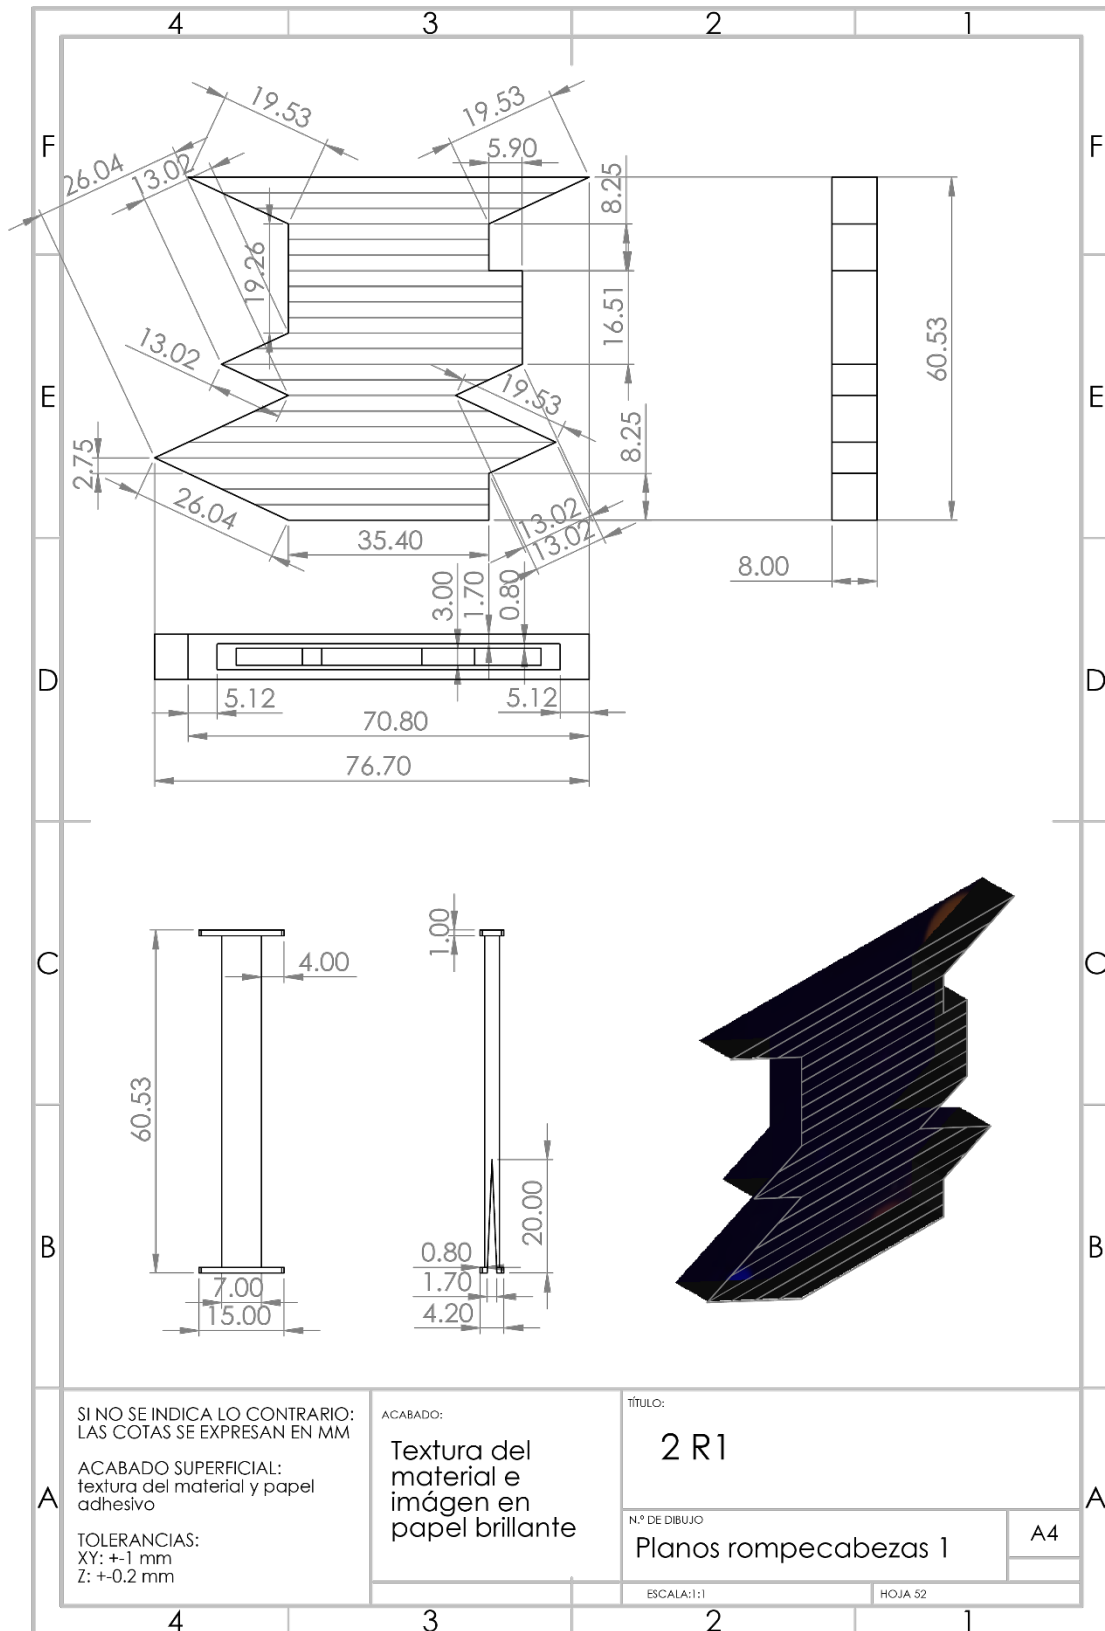 4 3 2 1
F F
19.53
19.53
5.90
26.04
13.02
8.25
19.26
16.51
60.53
13.02
E E
19.53
8.25
2.75
26.04
13.02
13.02
35.40
8.00
3.00
1.70
0.80
D D
5.12 5.12
70.80
76.70
1.00
C C
4.00
60.53
20.00
B B
0.80
7.00 1.70
15.00 4.20
SI NO SE INDICA LO CONTRARIO:
LAS COTAS SE EXPRESAN EN MM
ACABADO SUPERFICIAL:
textura del material y papel
adhesivo
TOLERANCIAS:
XY: +-1 mm
Z: +-0.2 mm
ACABADO:
Textura del
material e
imágen en
papel brillante
TÍTULO:
2 R1
N.º DE DIBUJO
Planos rompecabezas 1
A4
ESCALA:1:1
HOJA 52
A A
4 3 2 1